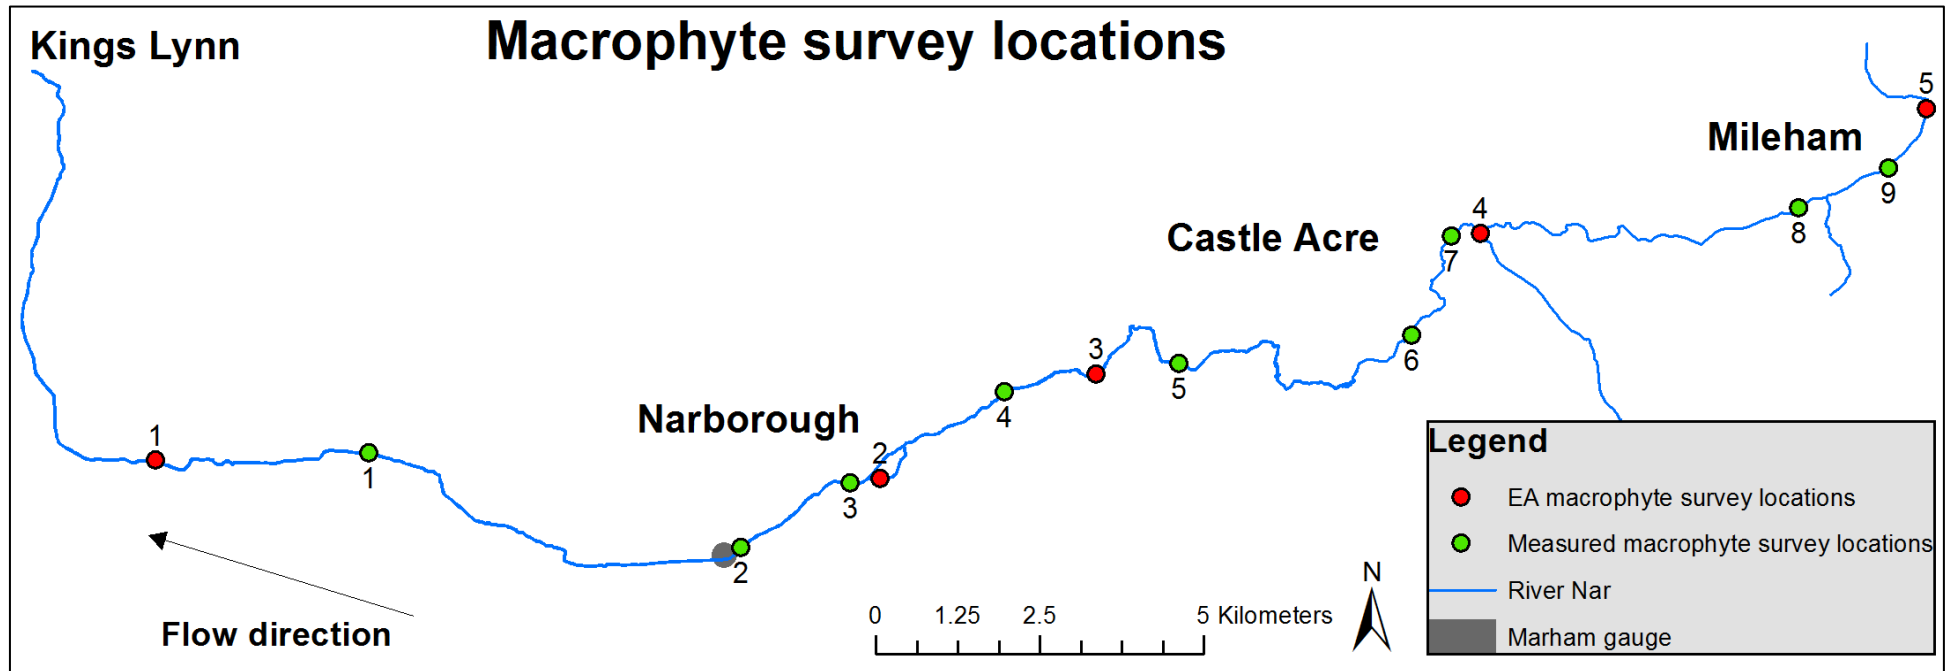 Macrophyte survey locations
Kings Lynn
5
Mileham
9
4
8
Castle Acre
7
6
3
5
4
Narborough
2
1
1
3
2
Flow direction
0 1.25 2.5 5 Kilometers
N
Legend
EA macrophyte survey locations
Measured macrophyte survey locations
River Nar
Marham gauge